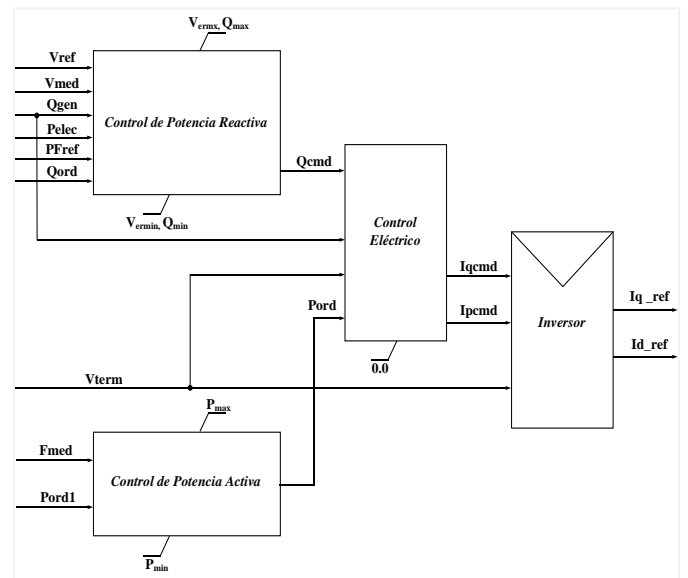 Vermx, Qmax
Vref
Vmed
Qgen
Pelec
PFref
Qord
Control de Potencia Reactiva
Vermin, Qmin
Qcmd
Control
Eléctrico
Pord
0.0
Iqcmd
Ipcmd
Inversor
Iq _ref
Id_ref
Vterm
Pmax
Fmed
Pord1
Control de Potencia Activa
Pmin